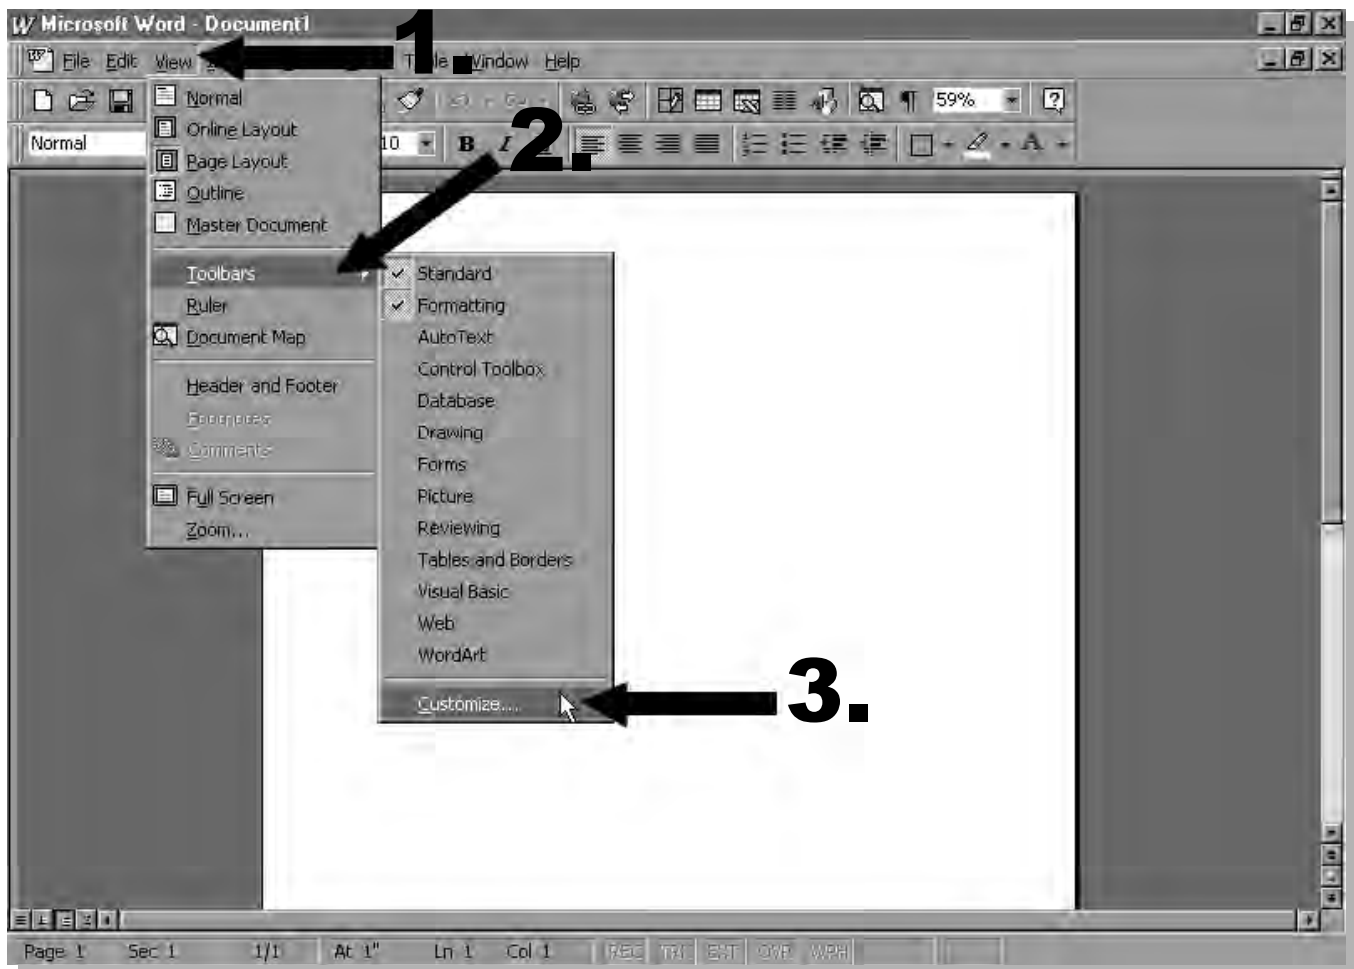 Microsoft Word - Document1
File Edit View Window Help
1.
59%
Normal 10 B I
2.
Normal
Online Layout
Page Layout
Outline
Master Document
Toolbars
Ruler
Document Map
Header and Footer
Footnotes
Comments
Full Screen
Zoom...
Standard
Formatting
AutoText
Control Toolbox
Database
Drawing
Forms
Picture
Reviewing
Tables and Borders
Visual Basic
Web
WordArt
Customize...
3.
Page 1 Sec 1 1/1 At 1" Ln 1 Col 1 REC TRK EXT OVR WPH